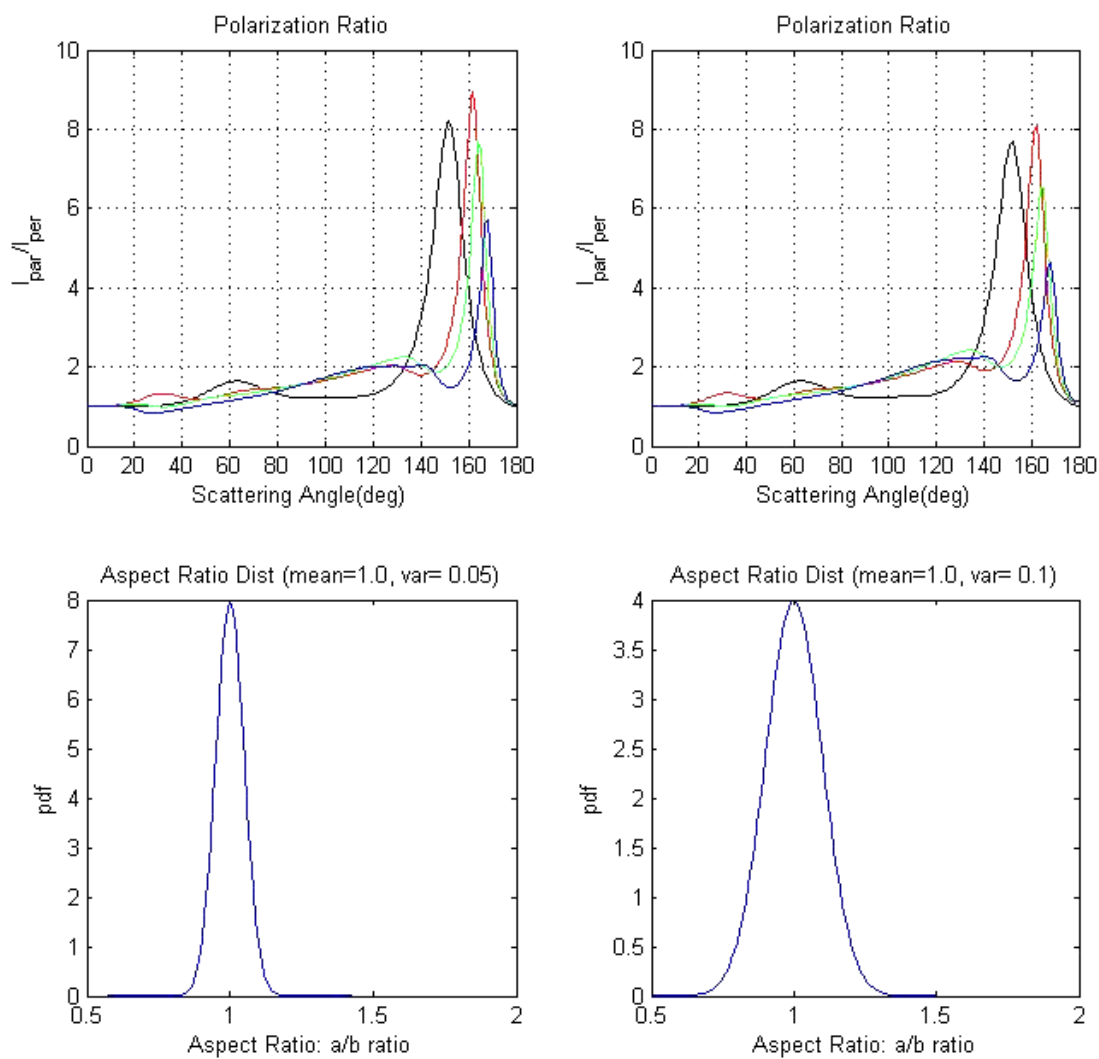 Polarization Ratio
10
8
6
4
2
0
I_par/I_per
0 20 40 60 80 100 120 140 160 180
Scattering Angle(deg)
Polarization Ratio
10
8
6
4
2
0
I_par/I_per
0 20 40 60 80 100 120 140 160 180
Scattering Angle(deg)
Aspect Ratio Dist (mean=1.0, var= 0.05)
8
7
6
5
4
3
2
1
0
pdf
0.5 1 1.5 2
Aspect Ratio: a/b ratio
Aspect Ratio Dist (mean=1.0, var= 0.1)
4
3.5
3
2.5
2
1.5
1
0.5
0
pdf
0.5 1 1.5 2
Aspect Ratio: a/b ratio